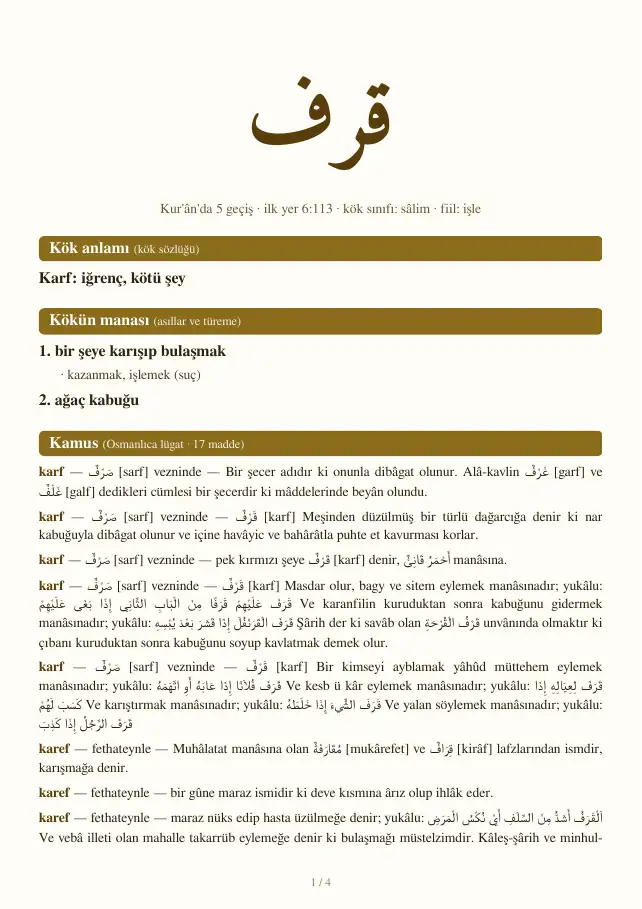 قرف
Kur'ân'da 5 geçiş · ilk yer 6:113 · kök sınıfı: sâlim · fiil: işle
Kök anlamı (kök sözlüğü)
Karf: iğrenç, kötü şey
Kökün manası (asıllar ve türeme)
1. bir şeye karışıp bulaşmak
· kazanmak, işlemek (suç)
2. ağaç kabuğu
Kamus (Osmanlıca lügat · 17 madde)
karf — صَرْفٌ [sarf] vezninde — Bir şecer adıdır ki onunla dibâgat olunur. Alâ-kavlin غَرْفٌ [garf] ve
غَلْفٌ [galf] dedikleri cümlesi bir şecerdir ki mâddelerinde beyân olundu.
karf — صَرْفٌ [sarf] vezninde — قَرْفٌ [karf] Meşinden düzülmüş bir türlü dağarcığa denir ki nar
kabuğuyla dibâgat olunur ve içine havâyic ve bahârâtla puhte et kavurması korlar.
karf — صَرْفٌ [sarf] vezninde — pek kırmızı şeye قَرْفٌ [karf] denir, أَحْمَرُ قَانِئٌ manâsına.
karf — صَرْفٌ [sarf] vezninde — قَرْفٌ [karf] Masdar olur, bagy ve sitem eylemek manâsınadır; yukâlu:
قَرَفَ عَلَيْهِمْ قَرْفًا مِنَ الْبَابِ الثَّانِي إِذَا بَغَى عَلَيْهِمْ Ve karanfilin kuruduktan sonra kabuğunu gidermek
manâsınadır; yukâlu: قَرَفَ الْقَرَنْفُلَ إِذَا قَشَرَ بَعْدَ يُبْسِهِ Şârih der ki savâb olan قَرْفُ الْقُرْحَةِ unvânında olmaktır ki
çıbanı kuruduktan sonra kabuğunu soyup kavlatmak demek olur.
karf — صَرْفٌ [sarf] vezninde — قَرْفٌ [karf] Bir kimseyi ayblamak yâhûd müttehem eylemek
manâsınadır; yukâlu: قَرَفَ فُلَانًا إِذَا عَابَهُ أَوِ اتَّهَمَهُ Ve kesb ü kâr eylemek manâsınadır; yukâlu: قَرَفَ لِعِيَالِهِ إِذَا
كَسَبَ لَهُمْ Ve karıştırmak manâsınadır; yukâlu: قَرَفَ الشَّيْءَ إِذَا خَلَطَهُ Ve yalan söylemek manâsınadır; yukâlu:
قَرَفَ الرَّجُلُ إِذَا كَذَبَ
karef — fethateynle — Muhâlatat manâsına olan مُقَارَفَةٌ [mukârefet] ve قِرَافٌ [kirâf] lafzlarından ismdir,
karışmağa denir.
karef — fethateynle — bir gûne maraz ismidir ki deve kısmına ârız olup ihlâk eder.
karef — fethateynle — maraz nüks edip hasta üzülmeğe denir; yukâlu: اَلْقَرَفُ أَشَدُّ مِنَ السَّلَفِ أَيْ نُكْسُ الْمَرَضِ
Ve vebâ illeti olan mahalle takarrüb eylemeğe denir ki bulaşmağı müstelzimdir. Kâleş-şârih ve minhul-
1 / 4